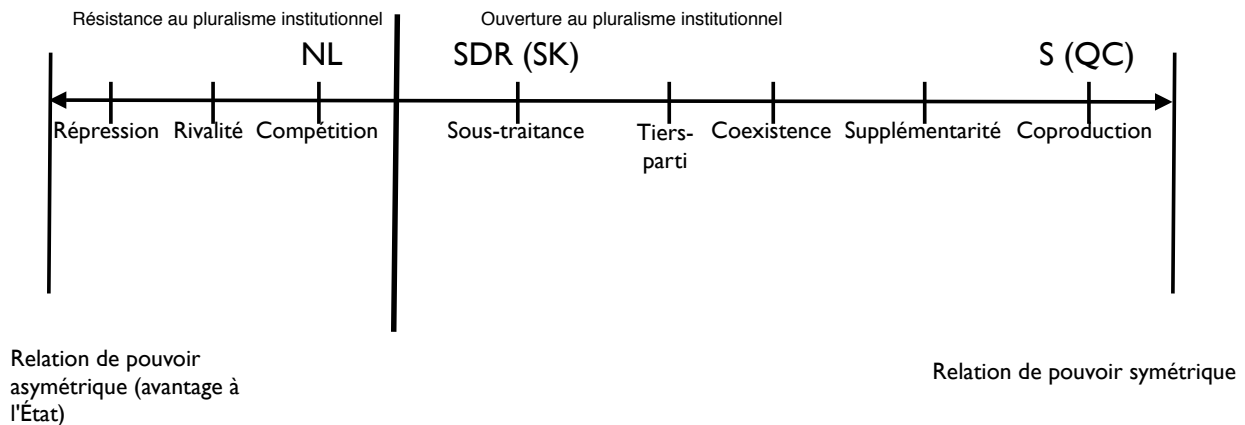 Résistance au pluralisme institutionnel
Ouverture au pluralisme institutionnel
NL
SDR (SK)
S (QC)
Répression
Rivalité
Compétition
Sous-traitance
Tiers-
parti
Coexistence
Supplémentarité
Coproduction
Relation de pouvoir
asymétrique (avantage à
l'État)
Relation de pouvoir symétrique